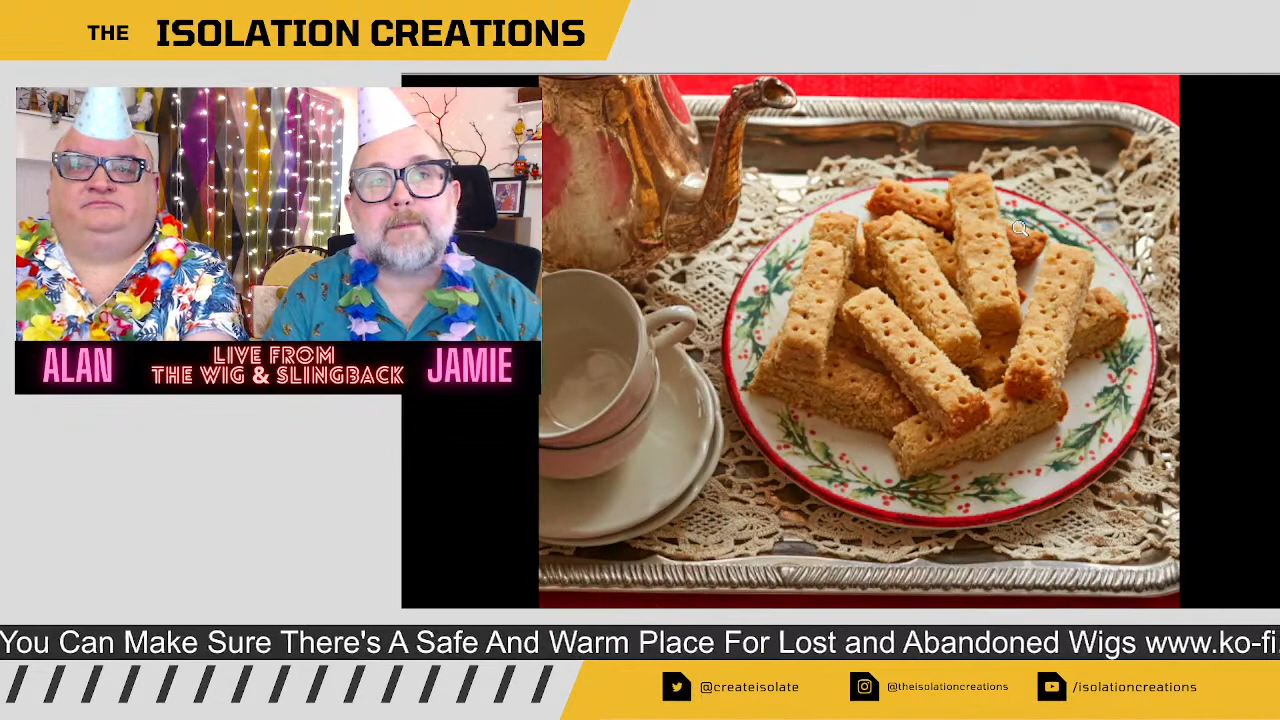 THE ISOLATION CREATIONS
ALAN
LIVE FROM
THE WIG & SLINGBACK
JAMIE
You Can Make Sure There's A Safe And Warm Place For Lost and Abandoned Wigs www.ko-fi.
@createisolate
@theisolationcreations
/isolationcreations